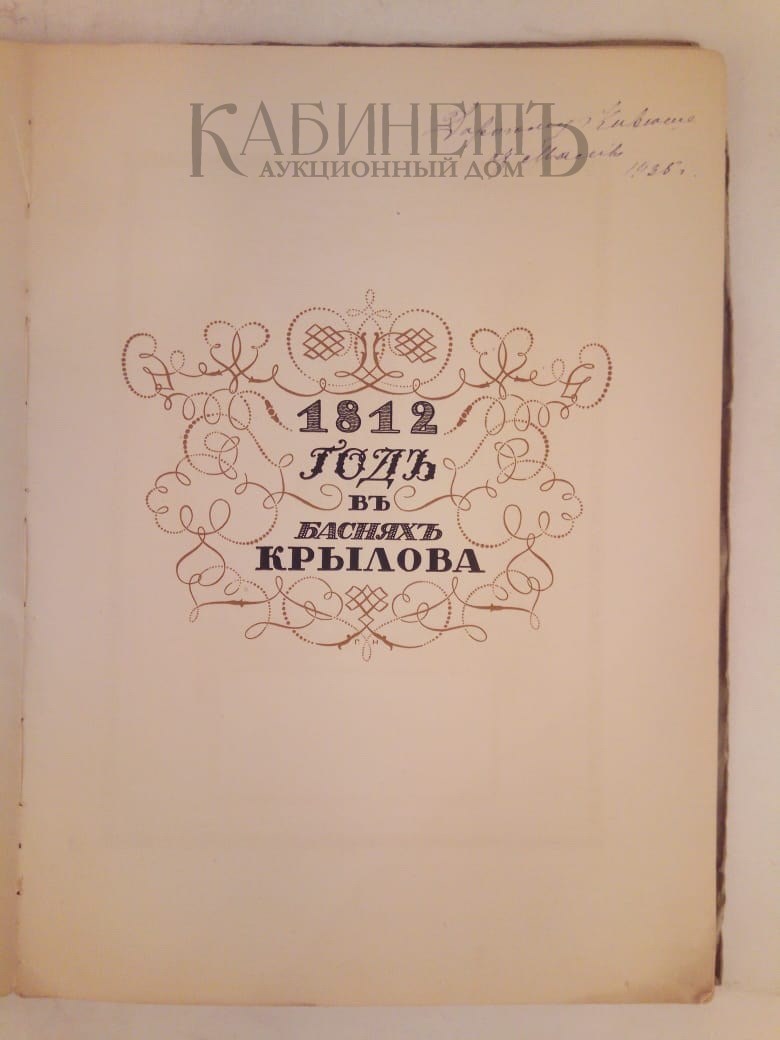 КАБИНЕТЪ
АУКЦИОННЫЙ ДОМ
1935 г.
1812
ГОДЪ
ВЪ
БАСНЯХЪ
КРЫЛОВА
Г Н